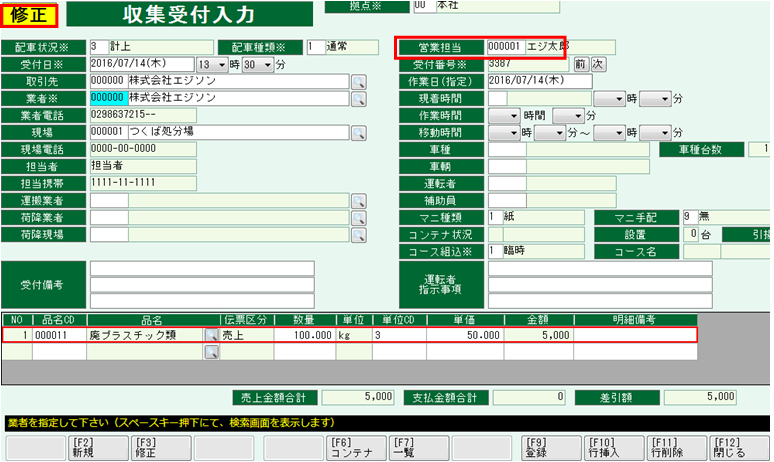 修正 収集受付入力 拠点※ 00 本社
配車状況※ 3 計上 配車種類※ 1 通常 営業担当 000001 エジ太郎
受付日※ 2016/07/14(木) 13 時 30 分 受付番号※ 3387 前 次
取引先 000000 株式会社エジソン 作業日(指定) 2016/07/14(木)
業者※ 000000 株式会社エジソン 現着時間 時 分
業者電話 0298637215-- 作業時間 時間 分
現場 000001 つくば処分場 移動時間 時 分~ 時 分
現場電話 0000-00-0000 車種 車種台数 1
担当者 担当者 車輌
担当携帯 1111-11-1111 運転者
運搬業者 補助員
荷降業者 マニ種類 1 紙 マニ手配 9 無
荷降現場 コンテナ状況 設置 0 台 引揚
コース組込※ 1 臨時 コース名
受付備考 運転者
指示事項
NO 品名CD 品名 伝票区分 数量 単位 単位CD 単価 金額 明細備考
1 000011 廃プラスチック類 売上 100.000 kg 3 50.000 5,000
売上金額合計 5,000 支払金額合計 0 差引額 5,000
業者を指定して下さい(スペースキー押下にて、検索画面を表示します)
[F2] [F3] [F6] [F7] [F9] [F10] [F11] [F12]
新規 修正 コンテナ 一覧 登録 行挿入 行削除 閉じる